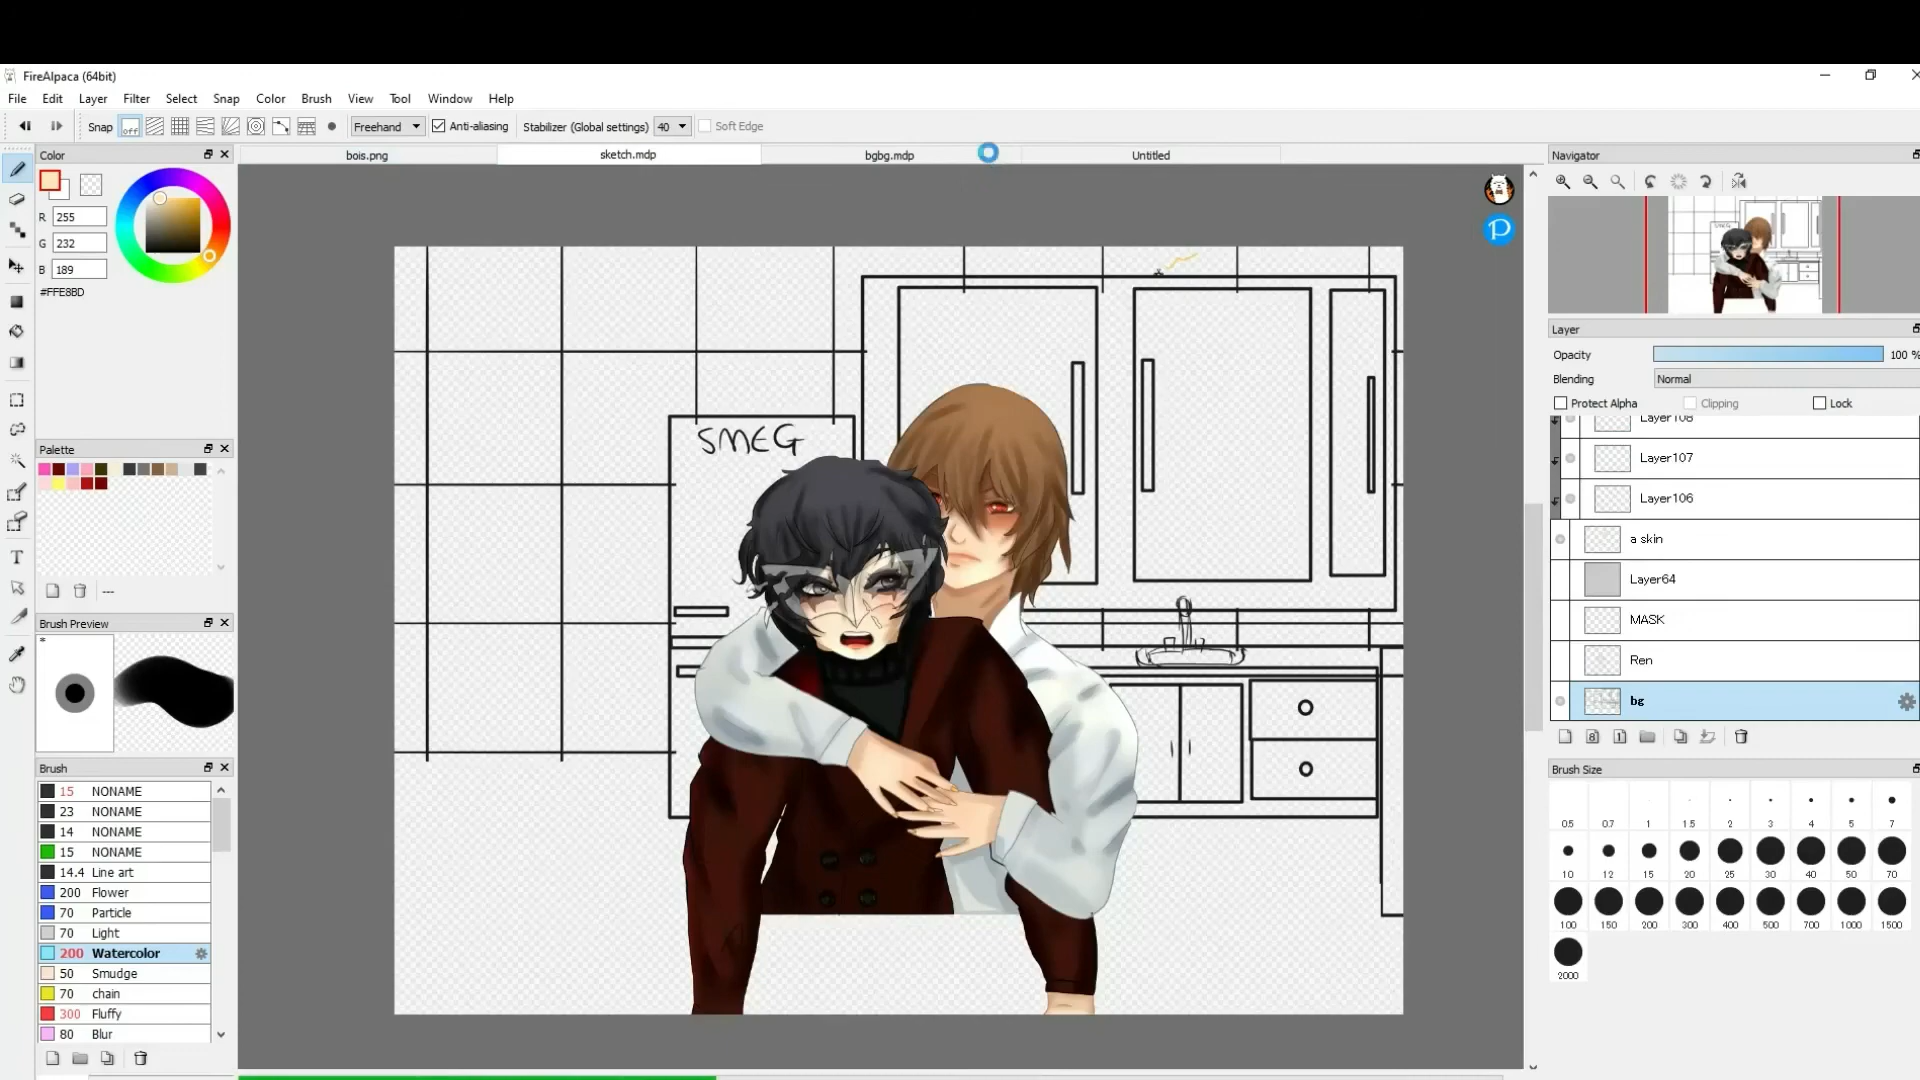 FireAlpaca (64bit)
File Edit Layer Filter Select Snap Color Brush View Tool Window Help
Snap off Freehand Anti-aliasing Stabilizer (Global settings) 40 Soft Edge
Color bois.png sketch.mdp bgbg.mdp Untitled Navigator
R 255
G 232
B 189
#FFE8BD
Layer
Opacity 100 %
Blending Normal
Protect Alpha Clipping Lock
Layer108
Layer107
Layer106
a skin
Layer64
MASK
Ren
bg
SMEG
Palette
---
Brush Preview
*
Brush
15 NONAME
23 NONAME
14 NONAME
15 NONAME
14.4 Line art
200 Flower
70 Particle
70 Light
200 Watercolor
50 Smudge
70 chain
300 Fluffy
80 Blur
Brush Size
0.5 0.7 1 1.5 2 3 4 5 7
10 12 15 20 25 30 40 50 70
100 150 200 300 400 500 700 1000 1500
2000